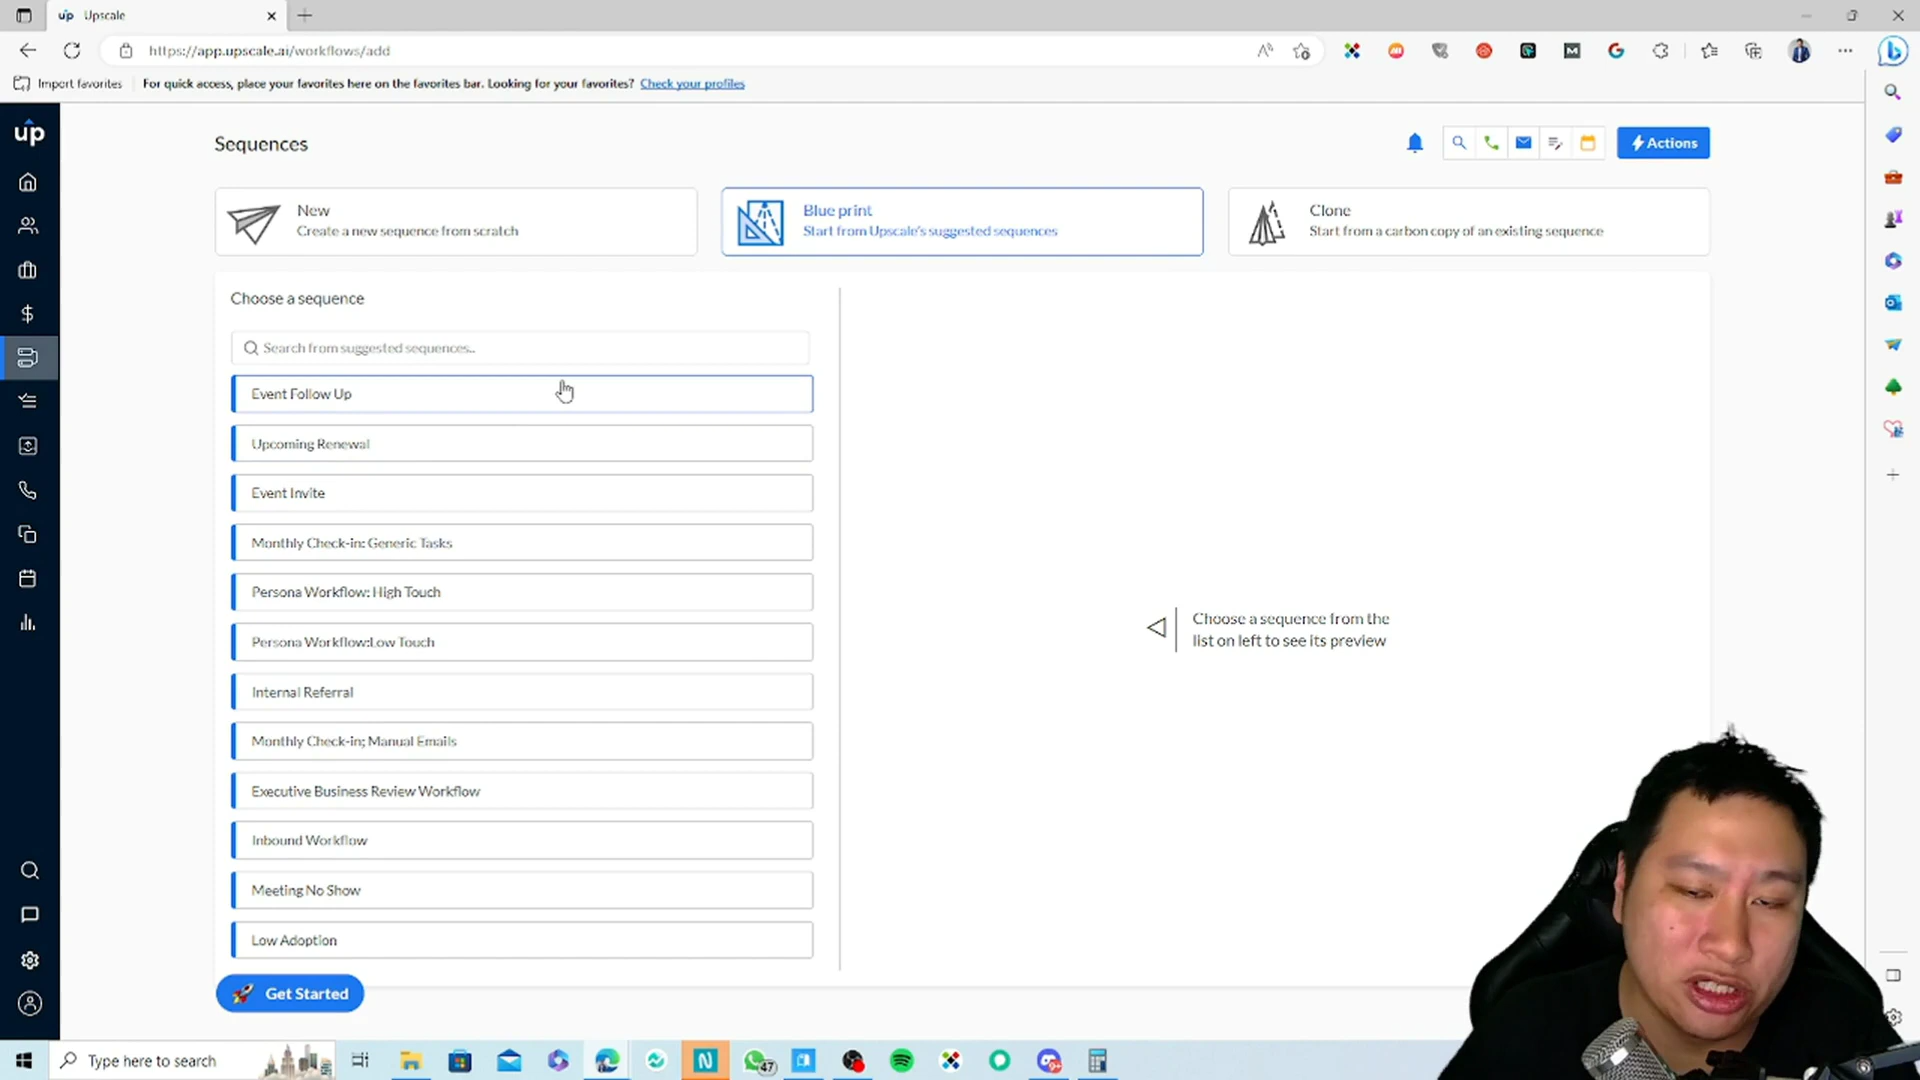 Upscale
https://app.upscale.ai/workflows/add
Import favorites
For quick access, place your favorites here on the favorites bar. Looking for your favorites? Check your profiles
up
Sequences
Actions
New
Create a new sequence from scratch
Blue print
Start from Upscale's suggested sequences
Clone
Start from a carbon copy of an existing sequence
Choose a sequence
Search from suggested sequences...
Event Follow Up
Upcoming Renewal
Event Invite
Monthly Check-in: Generic Tasks
Persona Workflow: High Touch
Persona Workflow:Low Touch
Internal Referral
Monthly Check-in; Manual Emails
Executive Business Review Workflow
Inbound Workflow
Meeting No Show
Low Adoption
Choose a sequence from the
list on left to see its preview
Get Started
Type here to search
47